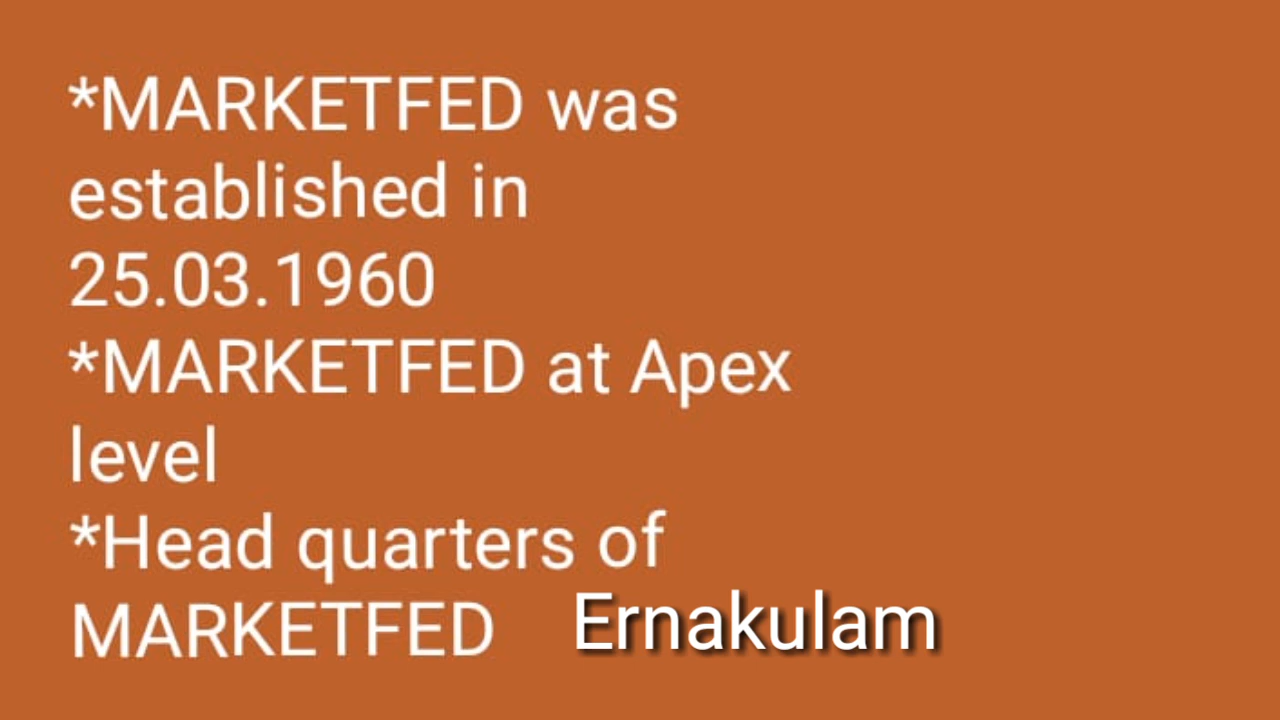 *MARKETFED was
established in
25.03.1960
*MARKETFED at Apex
level
*Head quarters of
MARKETFED Ernakulam